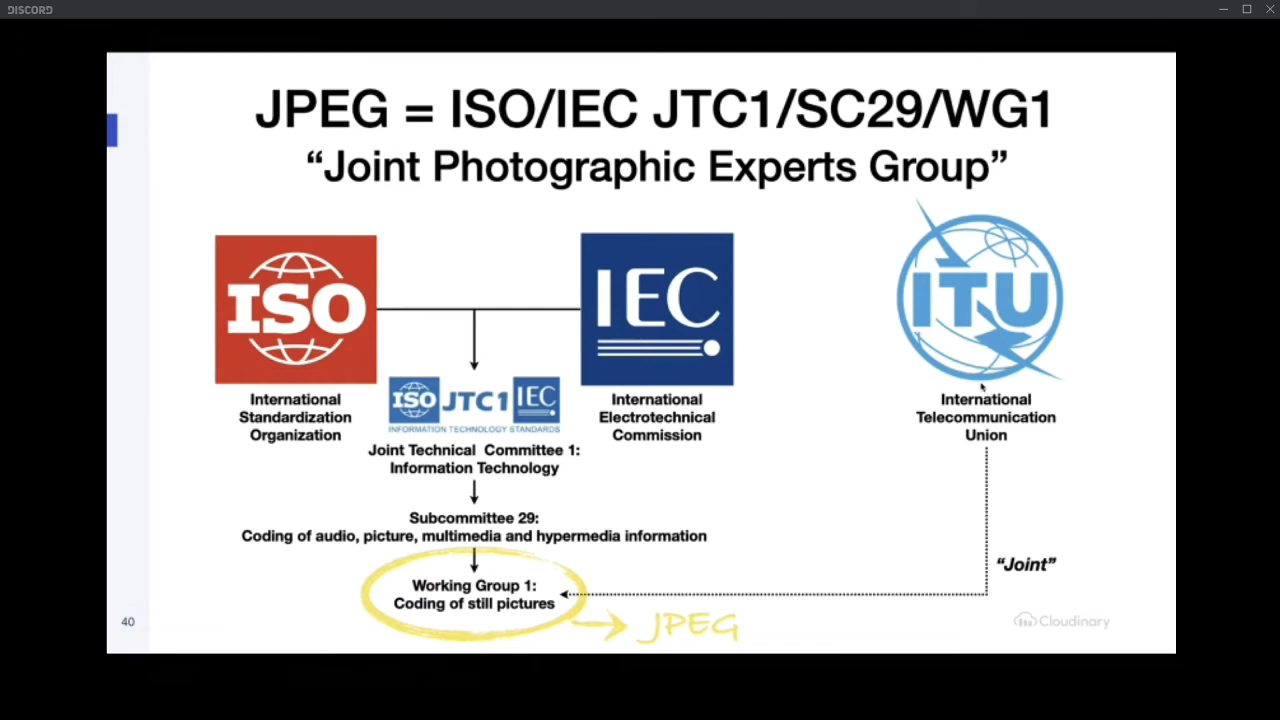 DISCORD
JPEG = ISO/IEC JTC1/SC29/WG1
“Joint Photographic Experts Group”
ISO
IEC
ITU
International
Standardization
Organization
ISO JTC1 IEC
INFORMATION TECHNOLOGY STANDARDS
Joint Technical Committee 1:
Information Technology
International
Electrotechnical
Commission
International
Telecommunication
Union
Subcommittee 29:
Coding of audio, picture, multimedia and hypermedia information
Working Group 1:
Coding of still pictures
“Joint”
JPEG
40
Cloudinary